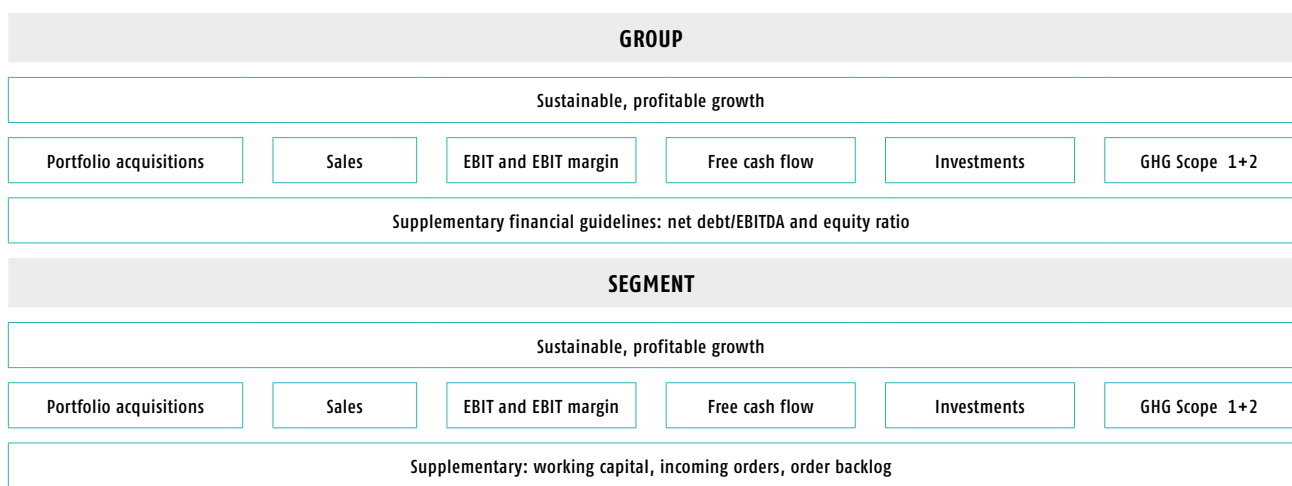 GROUP
Sustainable, profitable growth
Portfolio acquisitions
Sales
EBIT and EBIT margin
Free cash flow
Investments
GHG Scope 1+2
Supplementary financial guidelines: net debt/EBITDA and equity ratio
SEGMENT
Sustainable, profitable growth
Portfolio acquisitions
Sales
EBIT and EBIT margin
Free cash flow
Investments
GHG Scope 1+2
Supplementary: working capital, incoming orders, order backlog